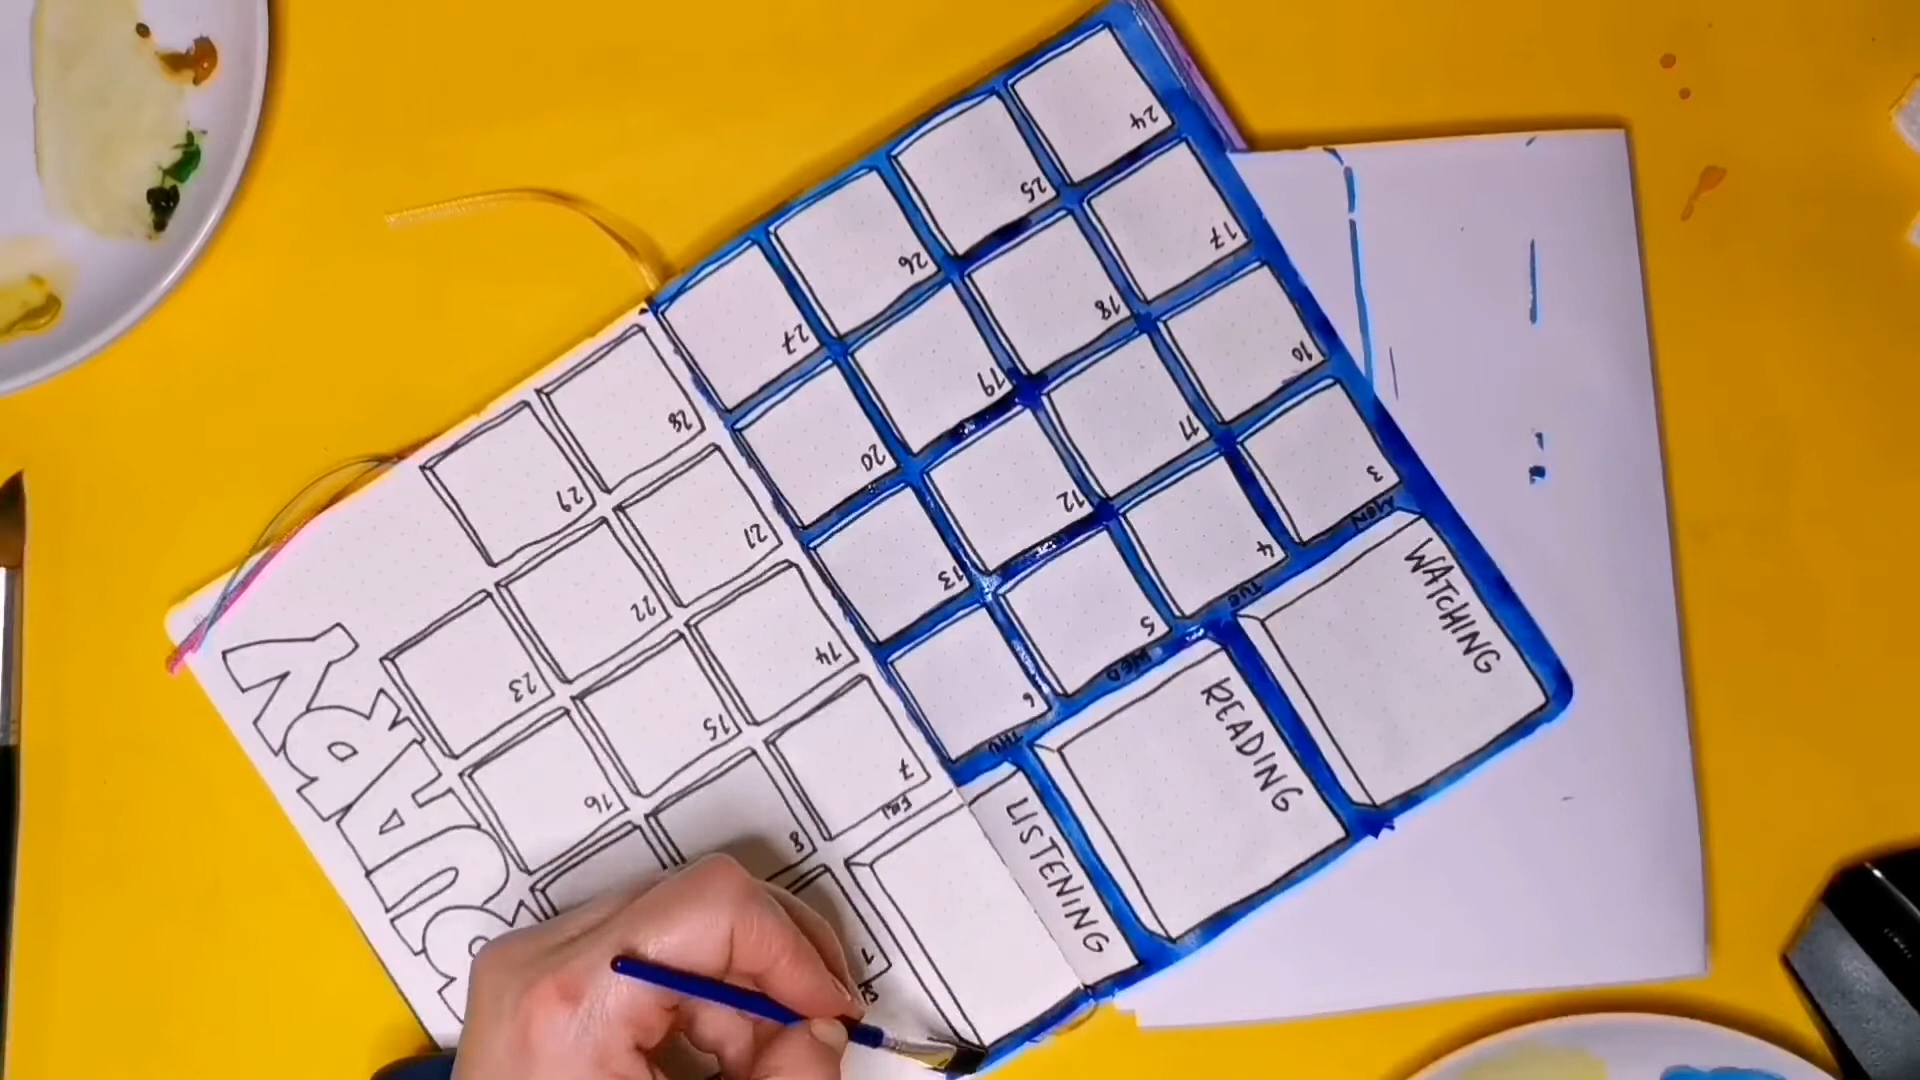 RUARY
WATCHING
READING
LISTENING
MON TUE WED THU FRI
1
3 4 5 6 7 8
10 11 12 13 14 15 16
17 18 19 20 21 22 23
24 25 26 27 28 29